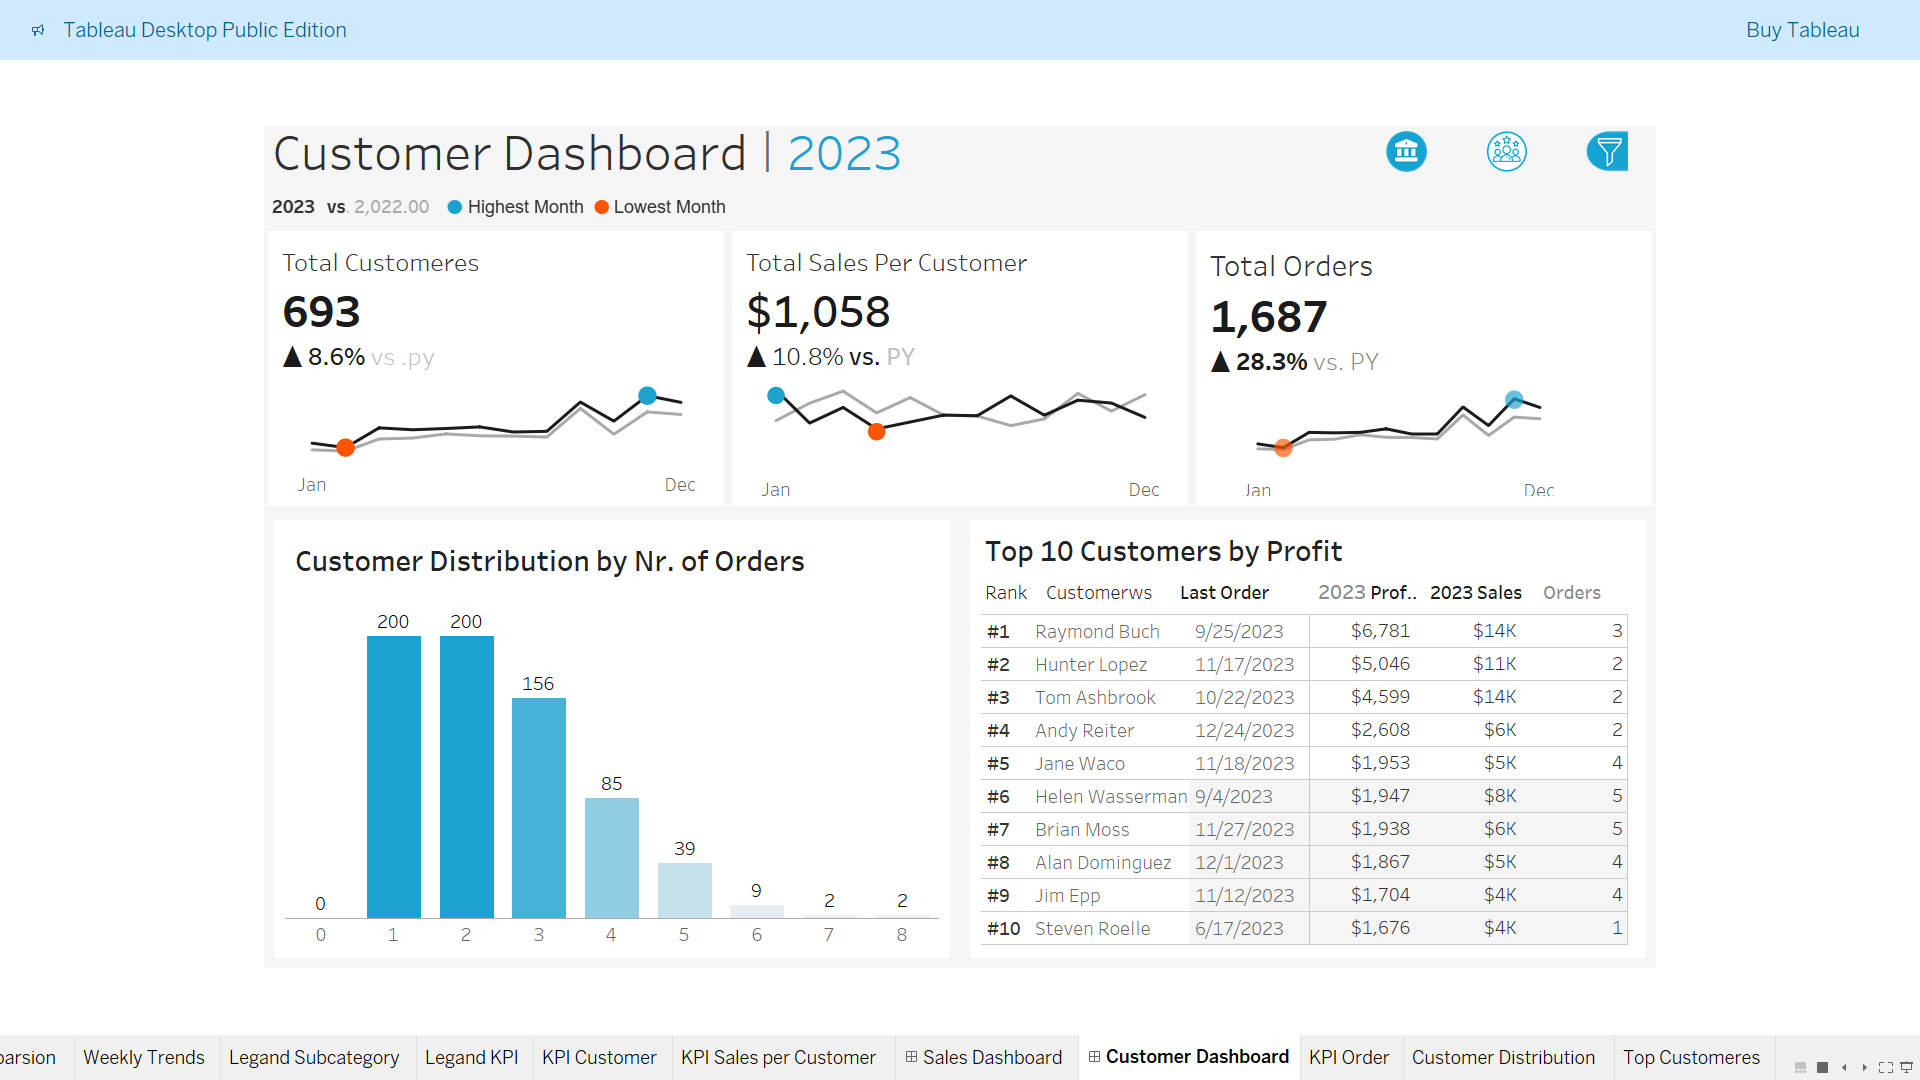 Tableau Desktop Public Edition
Buy Tableau
Customer Dashboard | 2023
2023 vs. 2,022.00 Highest Month Lowest Month
Total Customeres
693
▲ 8.6% vs .py
Jan Dec
Total Sales Per Customer
$1,058
▲ 10.8% vs. PY
Jan Dec
Total Orders
1,687
▲ 28.3% vs. PY
Jan Dec
Customer Distribution by Nr. of Orders
0 200 200 156 85 39 9 2 2
0 1 2 3 4 5 6 7 8
Top 10 Customers by Profit
Rank Customerws Last Order 2023 Prof.. 2023 Sales Orders
#1 Raymond Buch 9/25/2023 $6,781 $14K 3
#2 Hunter Lopez 11/17/2023 $5,046 $11K 2
#3 Tom Ashbrook 10/22/2023 $4,599 $14K 2
#4 Andy Reiter 12/24/2023 $2,608 $6K 2
#5 Jane Waco 11/18/2023 $1,953 $5K 4
#6 Helen Wasserman 9/4/2023 $1,947 $8K 5
#7 Brian Moss 11/27/2023 $1,938 $6K 5
#8 Alan Dominguez 12/1/2023 $1,867 $5K 4
#9 Jim Epp 11/12/2023 $1,704 $4K 4
#10 Steven Roelle 6/17/2023 $1,676 $4K 1
parsion Weekly Trends Legand Subcategory Legand KPI KPI Customer KPI Sales per Customer Sales Dashboard Customer Dashboard KPI Order Customer Distribution Top Customeres